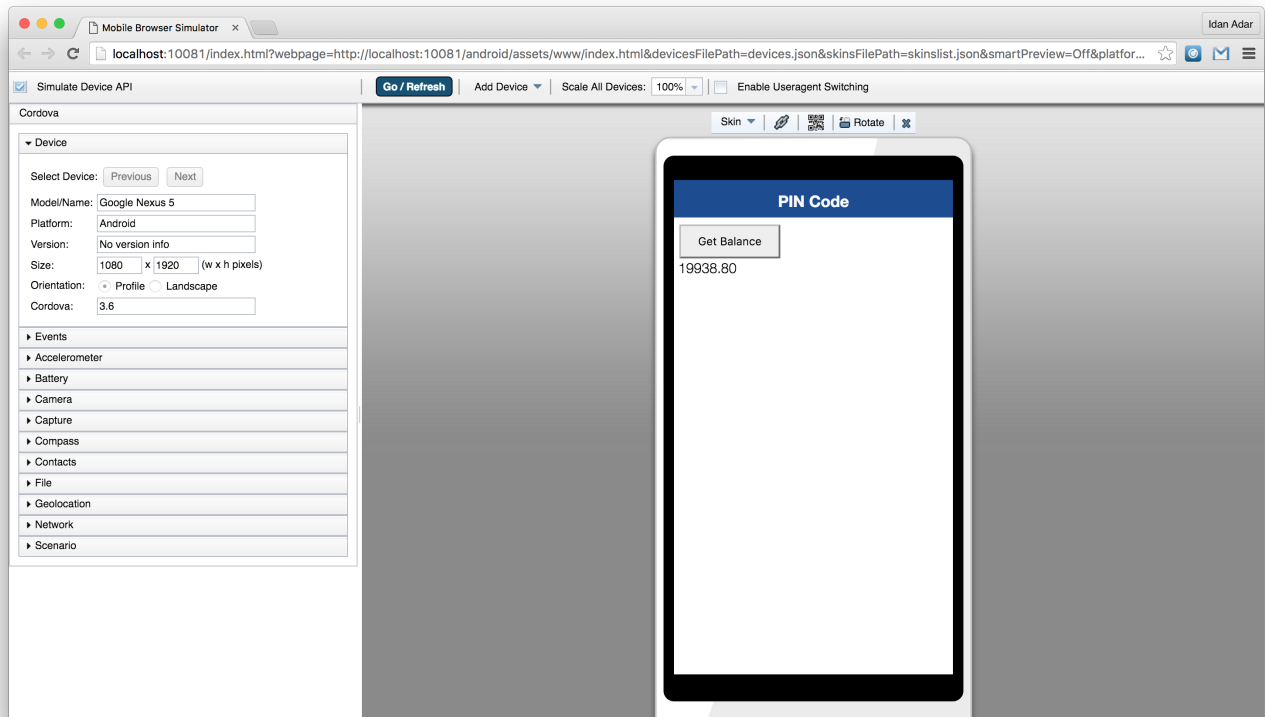 Mobile Browser Simulator
Idan Adar
localhost:10081/index.html?webpage=http://localhost:10081/android/assets/www/index.html&devicesFilePath=devices.json&skinsFilePath=skinslist.json&smartPreview=Off&platfor...
Simulate Device API
Go / Refresh
Add Device
Scale All Devices: 100%
Enable Useragent Switching
Cordova
Skin
Rotate
Device
Select Device: Previous Next
Model/Name: Google Nexus 5
Platform: Android
Version: No version info
Size: 1080 x 1920 (w x h pixels)
Orientation: Profile Landscape
Cordova: 3.6
Events
Accelerometer
Battery
Camera
Capture
Compass
Contacts
File
Geolocation
Network
Scenario
PIN Code
Get Balance
19938.80